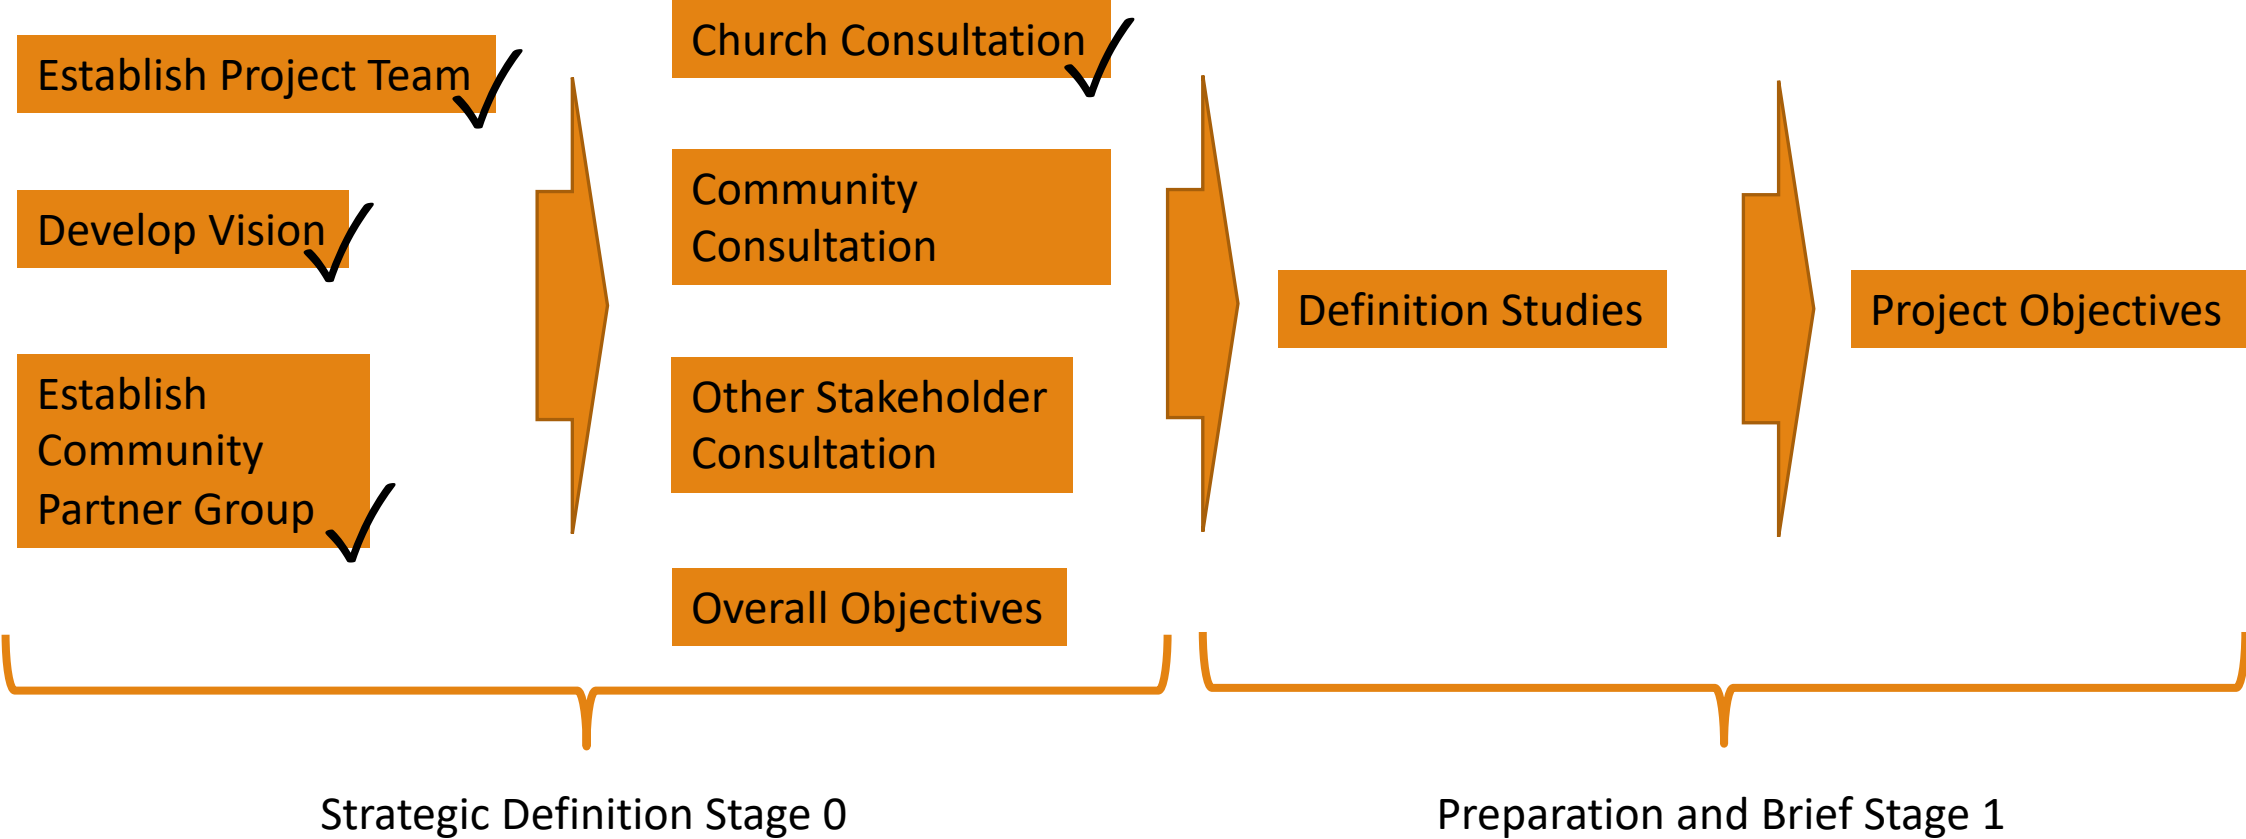 Establish Project Team
Develop Vision
Establish
Community
Partner Group
Church Consultation
Community
Consultation
Other Stakeholder
Consultation
Overall Objectives
Definition Studies
Project Objectives
Strategic Definition Stage 0
Preparation and Brief Stage 1